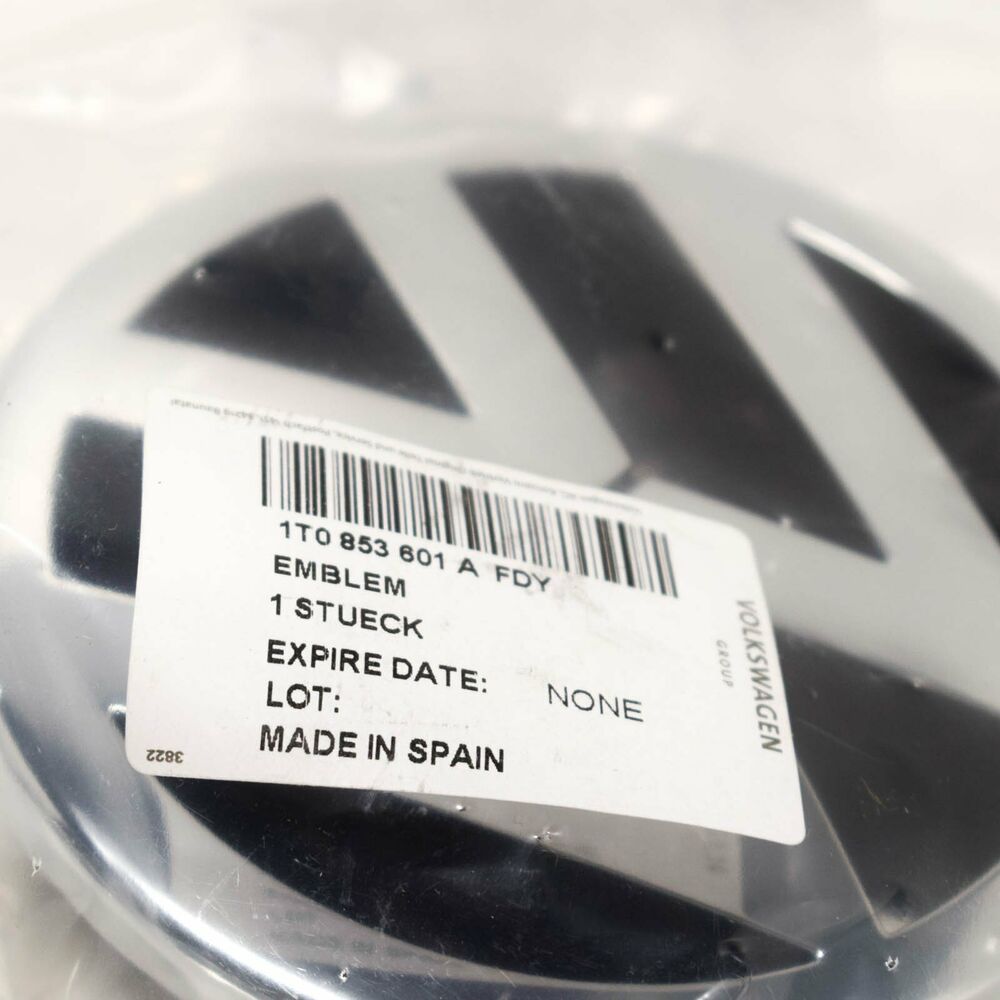 1T0 853 601 A FDY
EMBLEM
1 STUECK
EXPIRE DATE: NONE
LOT:
MADE IN SPAIN
VOLKSWAGEN
GROUP
3822